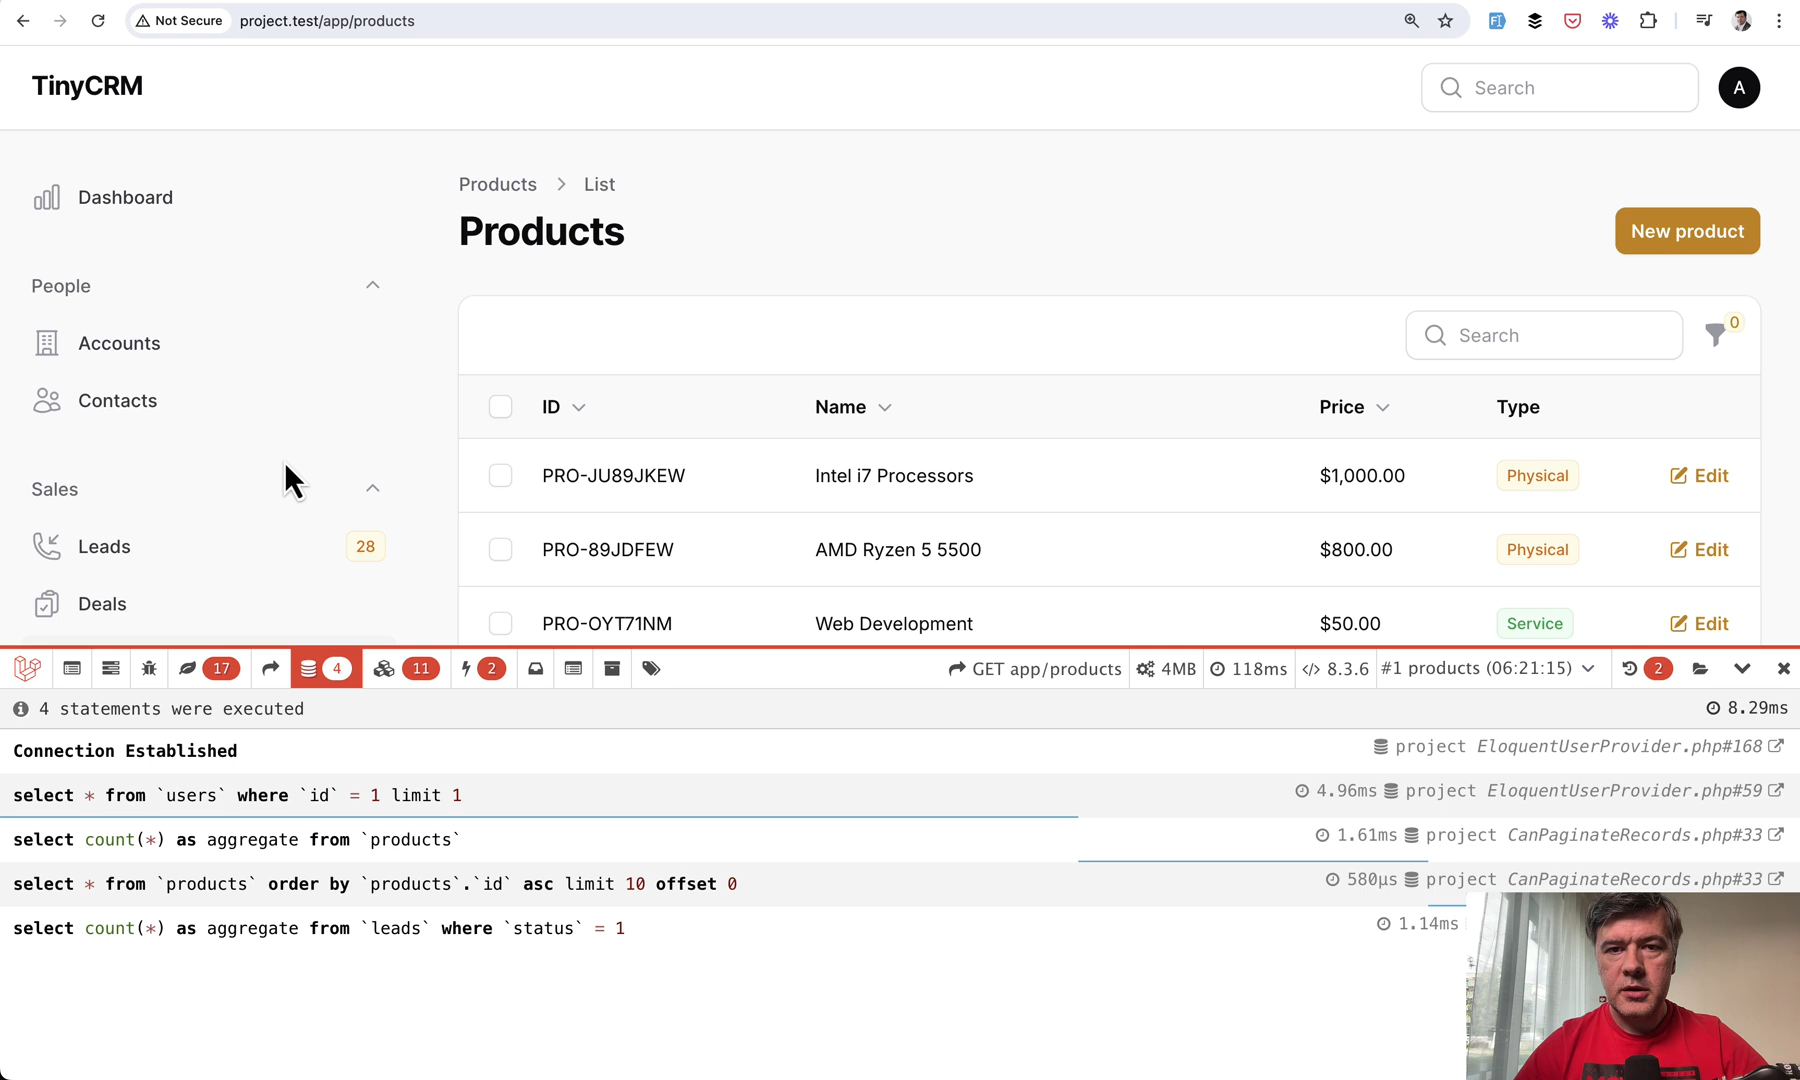 Not Secure project.test/app/products
TinyCRM
Search
A
Dashboard
People
Accounts
Contacts
Sales
Leads 28
Deals
Products > List
Products
New product
Search
0
ID Name Price Type
PRO-JU89JKEW Intel i7 Processors $1,000.00 Physical Edit
PRO-89JDFEW AMD Ryzen 5 5500 $800.00 Physical Edit
PRO-OYT71NM Web Development $50.00 Service Edit
17 4 11 2 GET app/products 4MB 118ms 8.3.6 #1 products (06:21:15) 2
4 statements were executed 8.29ms
Connection Established project EloquentUserProvider.php#168
select * from `users` where `id` = 1 limit 1 4.96ms project EloquentUserProvider.php#59
select count(*) as aggregate from `products` 1.61ms project CanPaginateRecords.php#33
select * from `products` order by `products`.`id` asc limit 10 offset 0 580μs project CanPaginateRecords.php#33
select count(*) as aggregate from `leads` where `status` = 1 1.14ms